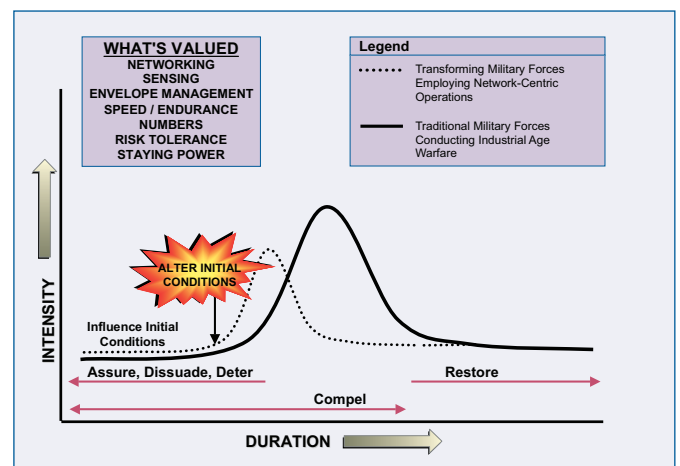 WHAT'S VALUED
NETWORKING
SENSING
ENVELOPE MANAGEMENT
SPEED / ENDURANCE
NUMBERS
RISK TOLERANCE
STAYING POWER
Legend
Transforming Military Forces
Employing Network-Centric
Operations
Traditional Military Forces
Conducting Industrial Age
Warfare
ALTER INITIAL
CONDITIONS
INTENSITY
Influence Initial
Conditions
Assure, Dissuade, Deter
Restore
Compel
DURATION